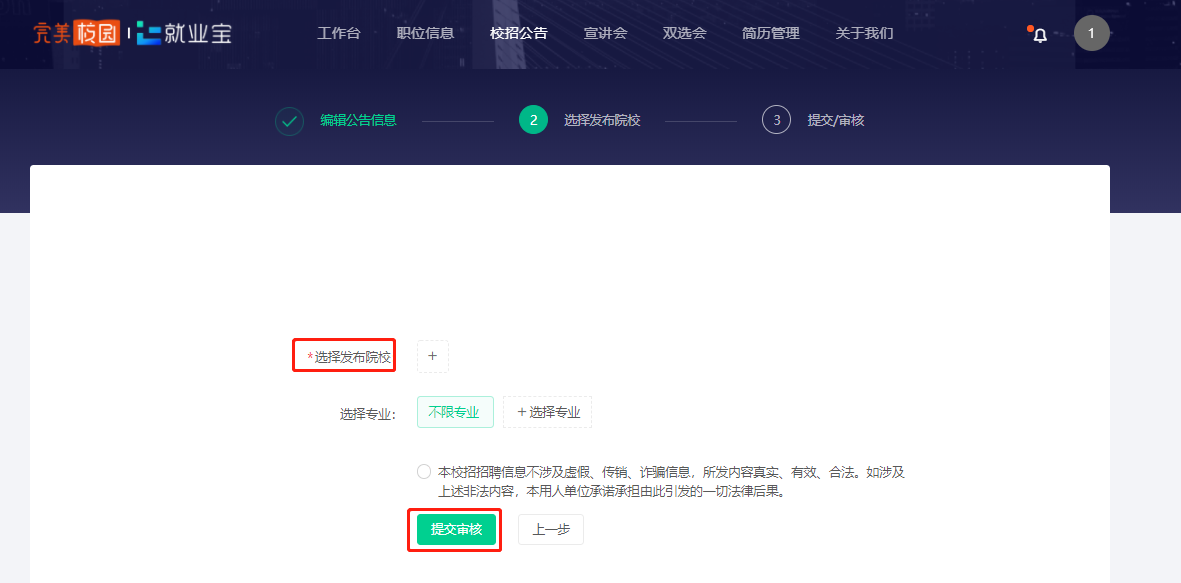 完美校园 就业宝
工作台 职位信息 校招公告 宣讲会 双选会 简历管理 关于我们 1
编辑公告信息 2 选择发布院校 3 提交/审核
*选择发布院校 +
选择专业: 不限专业 +选择专业
本校招招聘信息不涉及虚假、传销、诈骗信息，所发内容真实、有效、合法。如涉及
上述非法内容，本用人单位承诺承担由此引发的一切法律后果。
提交审核 上一步